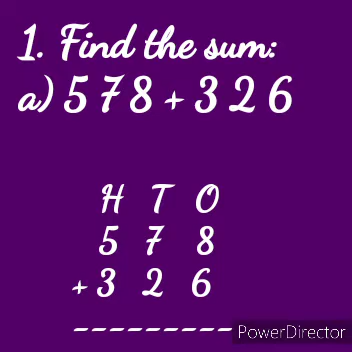 1. Find the sum:
a) 5 7 8 + 3 2 6
H T O
5 7 8
+ 3 2 6
---------
PowerDirector